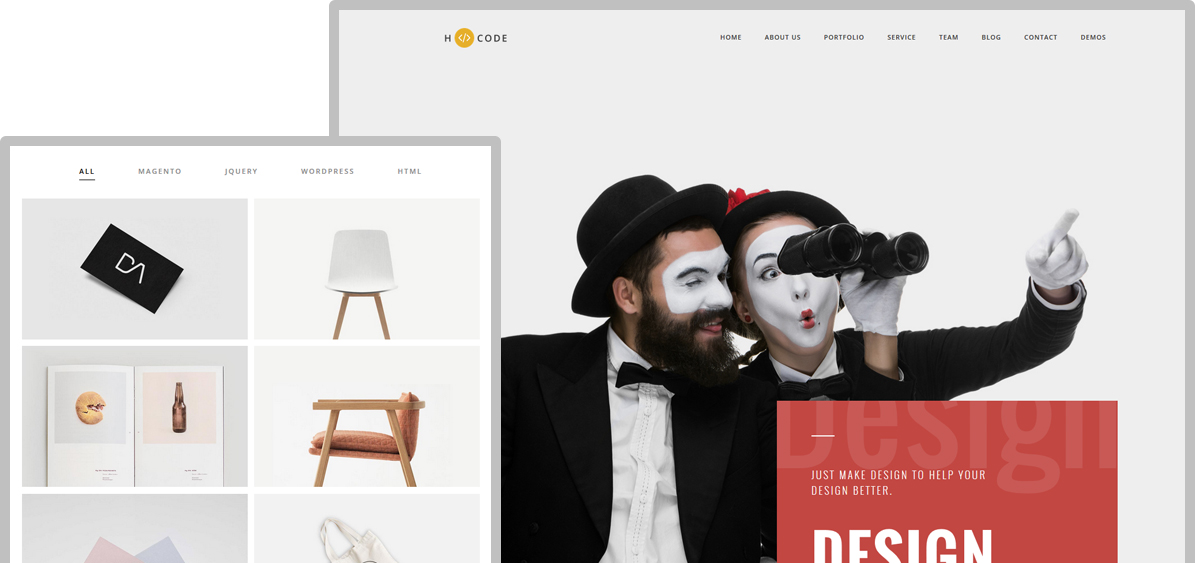 H </> CODE
HOME ABOUT US PORTFOLIO SERVICE TEAM BLOG CONTACT DEMOS
ALL MAGENTO JQUERY WORDPRESS HTML
DA
Design
JUST MAKE DESIGN TO HELP YOUR
DESIGN BETTER.
DESIGN